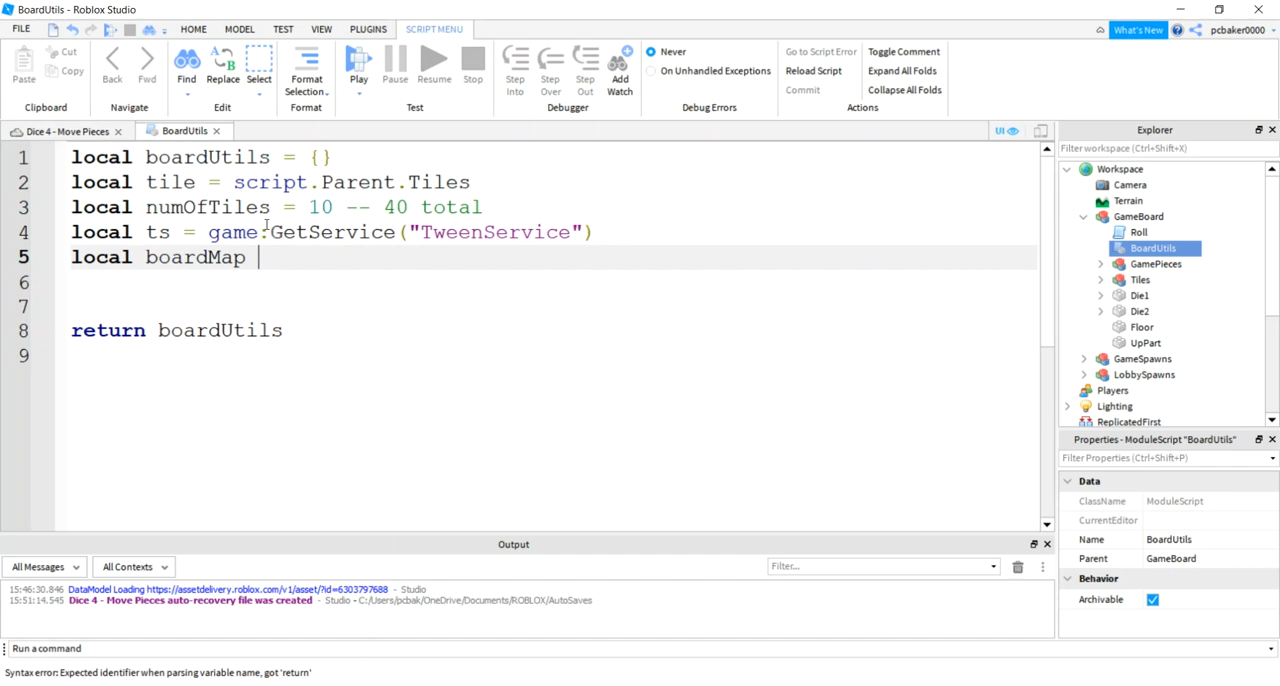 BoardUtils - Roblox Studio
FILE HOME MODEL TEST VIEW PLUGINS SCRIPT MENU What's New pcbaker0000
Paste Cut Copy Back Fwd Find Replace Select Format Selection Play Pause Resume Stop Step Into Step Over Step Out Add Watch Never On Unhandled Exceptions Go to Script Error Reload Script Commit Toggle Comment Expand All Folds Collapse All Folds
Clipboard Navigate Edit Format Test Debugger Debug Errors Actions
Dice 4 - Move Pieces BoardUtils UI
1 local boardUtils = {}
2 local tile = script.Parent.Tiles
3 local numOfTiles = 10 -- 40 total
4 local ts = game:GetService("TweenService")
5 local boardMap
6
7
8 return boardUtils
9
Explorer
Filter workspace (Ctrl+Shift+X)
Workspace
Camera
Terrain
GameBoard
Roll
BoardUtils
GamePieces
Tiles
Die1
Die2
Floor
UpPart
GameSpawns
LobbySpawns
Players
Lighting
ReplicatedFirst
Properties - ModuleScript "BoardUtils"
Filter Properties (Ctrl+Shift+P)
Data
ClassName ModuleScript
CurrentEditor
Name BoardUtils
Parent GameBoard
Behavior
Archivable
Output
All Messages All Contexts Filter...
15:46:30.846 DataModel Loading https://assetdelivery.roblox.com/v1/asset/?id=6303797688 - Studio
15:51:14.545 Dice 4 - Move Pieces auto-recovery file was created - Studio - C:/Users/pcbak/OneDrive/Documents/ROBLOX/AutoSaves
Run a command
Syntax error: Expected identifier when parsing variable name, got 'return'